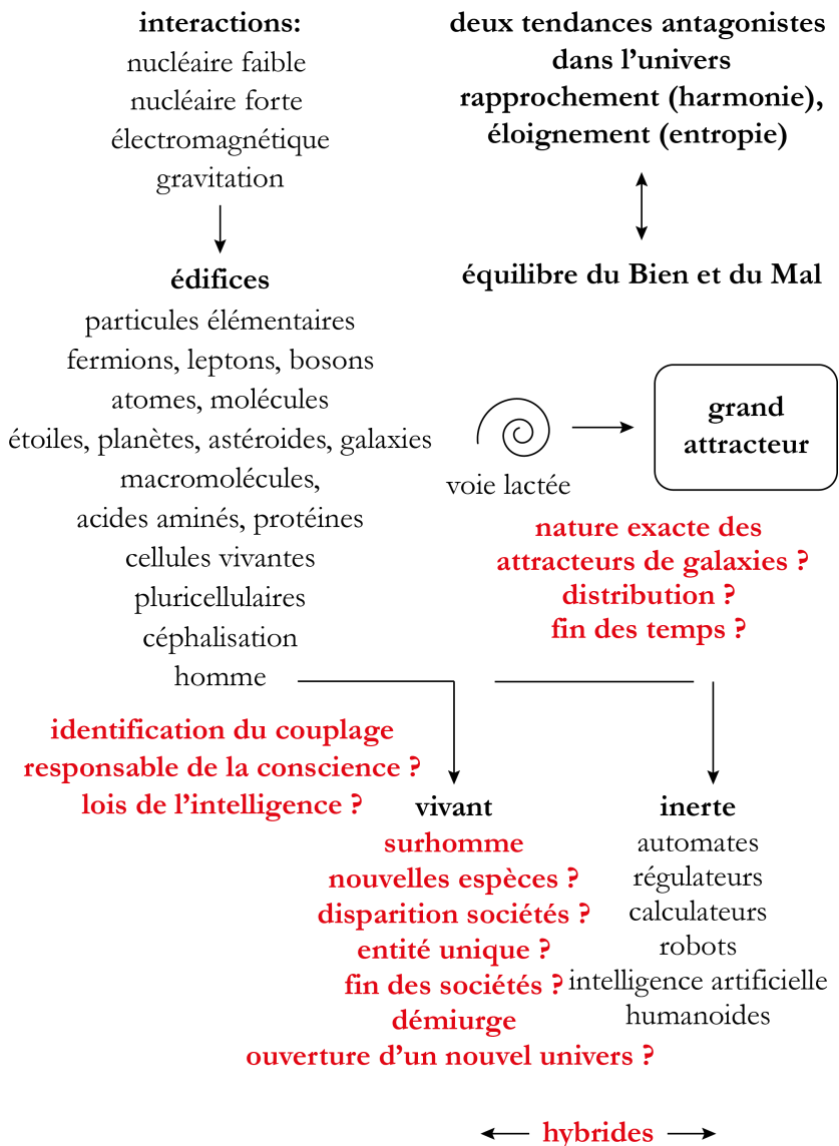 interactions:
nucléaire faible
nucléaire forte
électromagnétique
gravitation
édifices
particules élémentaires
fermions, leptons, bosons
atomes, molécules
étoiles, planètes, astéroides, galaxies
macromolécules,
acides aminés, protéines
cellules vivantes
pluricellulaires
céphalisation
homme
deux tendances antagonistes
dans l'univers
rapprochement (harmonie),
éloignement (entropie)
équilibre du Bien et du Mal
voie lactée
grand
attracteur
nature exacte des
attracteurs de galaxies ?
distribution ?
fin des temps ?
identification du couplage
responsable de la conscience ?
lois de l'intelligence ?
vivant
surhomme
nouvelles espèces ?
disparition sociétés ?
entité unique ?
fin des sociétés ?
démiurge
ouverture d'un nouvel univers ?
inerte
automates
régulateurs
calculateurs
robots
intelligence artificielle
humanoides
hybrides